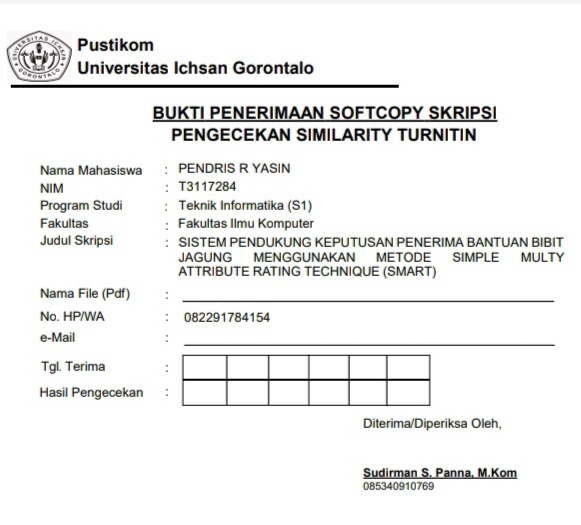 UNIVERSITAS ICHSAN
GORONTALO
Pustikom
Universitas Ichsan Gorontalo
BUKTI PENERIMAAN SOFTCOPY SKRIPSI
PENGECEKAN SIMILARITY TURNITIN
Nama Mahasiswa : PENDRIS R YASIN
NIM : T3117284
Program Studi : Teknik Informatika (S1)
Fakultas : Fakultas Ilmu Komputer
Judul Skripsi : SISTEM PENDUKUNG KEPUTUSAN PENERIMA BANTUAN BIBIT
JAGUNG MENGGUNAKAN METODE SIMPLE MULTY
ATTRIBUTE RATING TECHNIQUE (SMART)
Nama File (Pdf) :
No. HP/WA : 082291784154
e-Mail :
Tgl. Terima :
Hasil Pengecekan :
Diterima/Diperiksa Oleh,
Sudirman S. Panna, M.Kom
085340910769